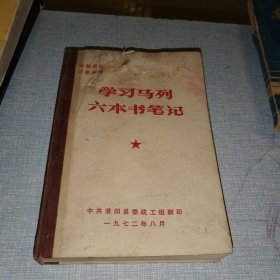 学习马列
六本书笔记
中共淮阳县委政工组翻印
一九七二年八月